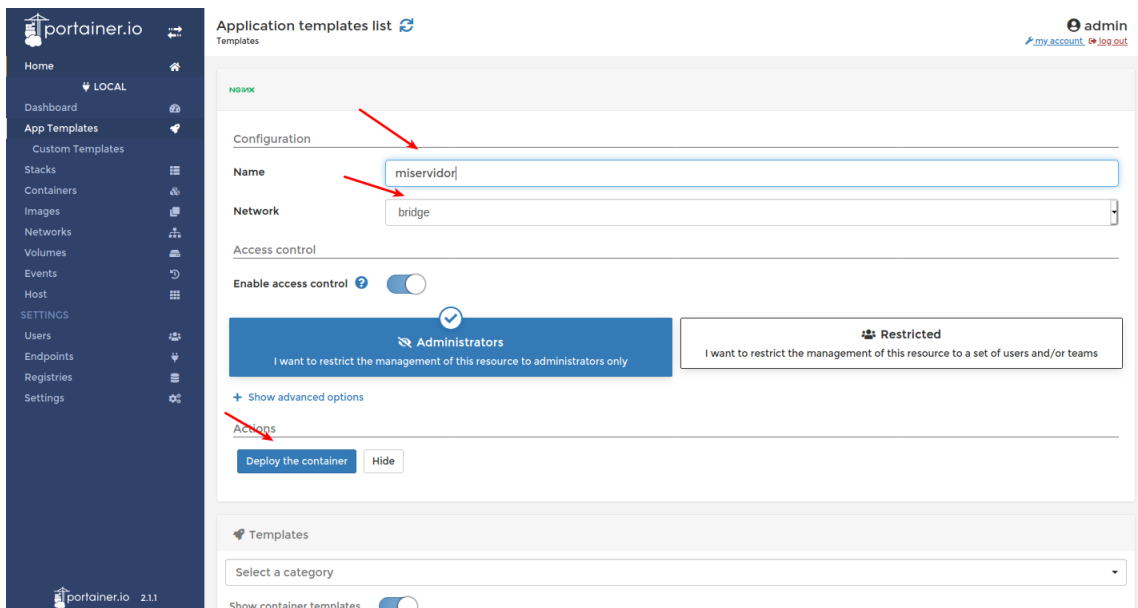 portainer.io
Home
LOCAL
Dashboard
App Templates
Custom Templates
Stacks
Containers
Images
Networks
Volumes
Events
Host
SETTINGS
Users
Endpoints
Registries
Settings
portainer.io 2.1.1
Application templates list
Templates
admin
my account log out
NGINX
Configuration
Name miservidor
Network bridge
Access control
Enable access control
Administrators
I want to restrict the management of this resource to administrators only
Restricted
I want to restrict the management of this resource to a set of users and/or teams
+ Show advanced options
Actions
Deploy the container Hide
Templates
Select a category
Show container templates